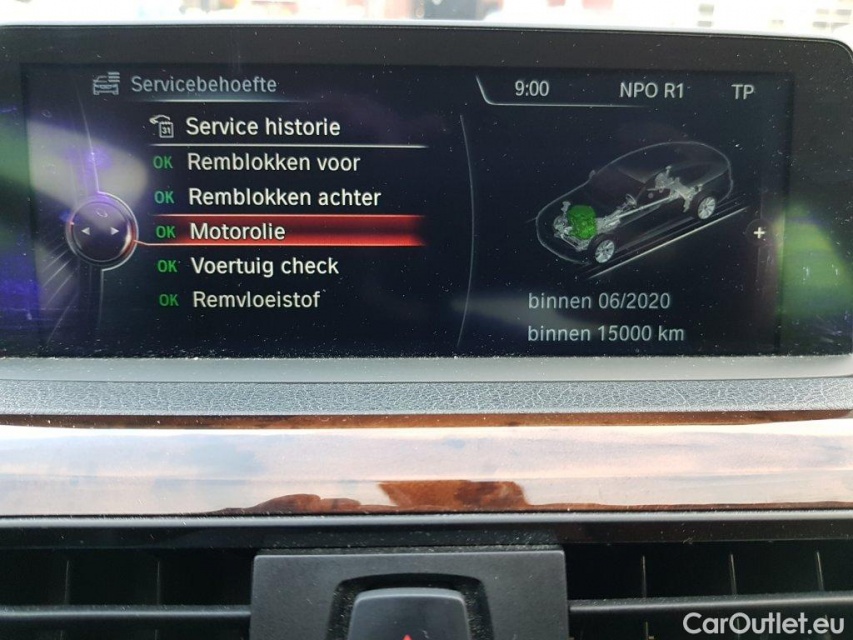 Servicebehoefte
9:00 NPO R1 TP
31 Service historie
OK Remblokken voor
OK Remblokken achter
OK Motorolie
OK Voertuig check
OK Remvloeistof
+
binnen 06/2020
binnen 15000 km
CarOutlet.eu